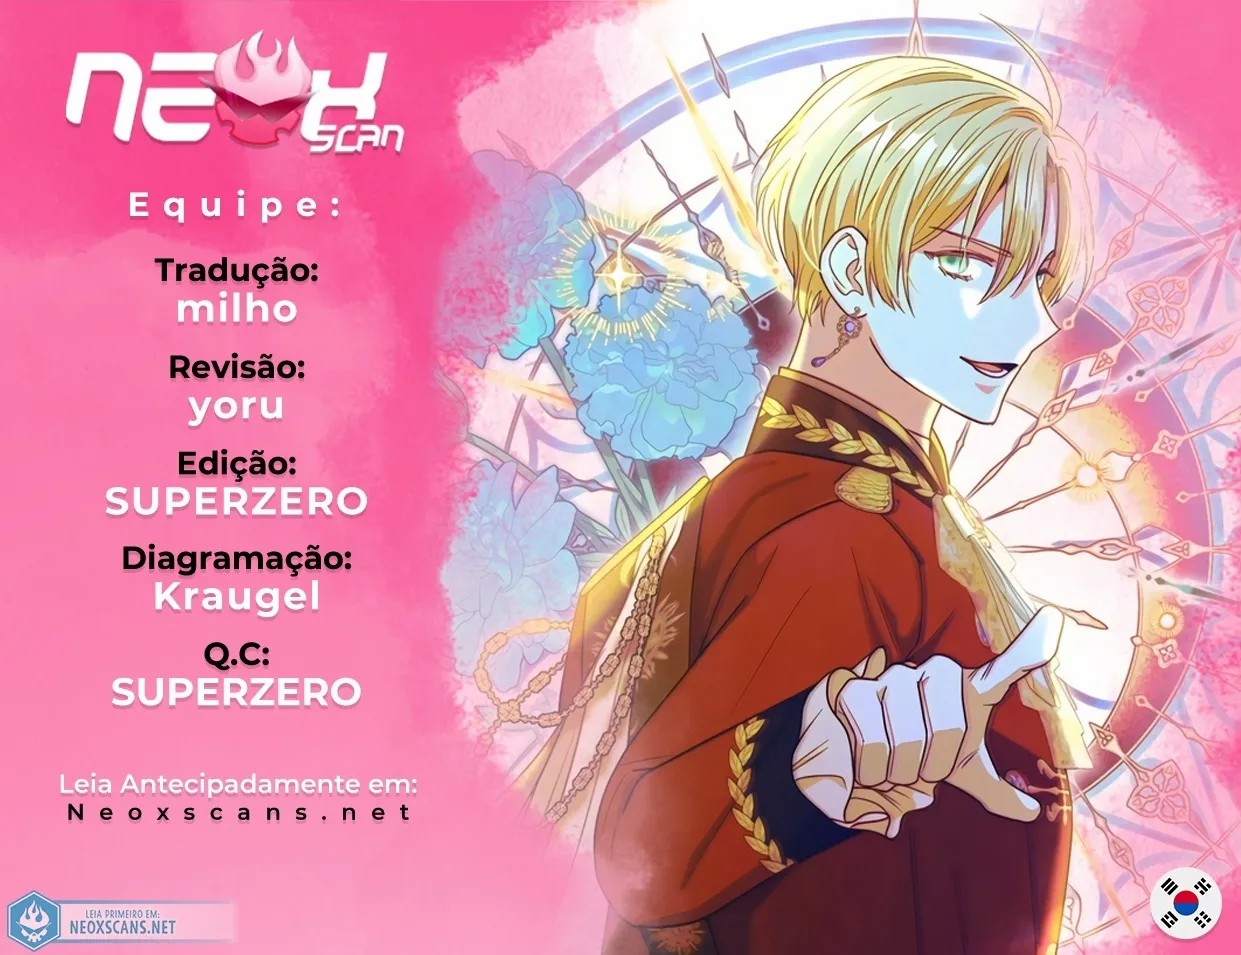 NEOX
SCAN
Equipe:
Tradução:
milho
Revisão:
yoru
Edição:
SUPERZERO
Diagramação:
Kraugel
Q.C:
SUPERZERO
Leia Antecipadamente em:
Neoxscans.net
LEIA PRIMEIRO EM:
NEOXSCANS.NET